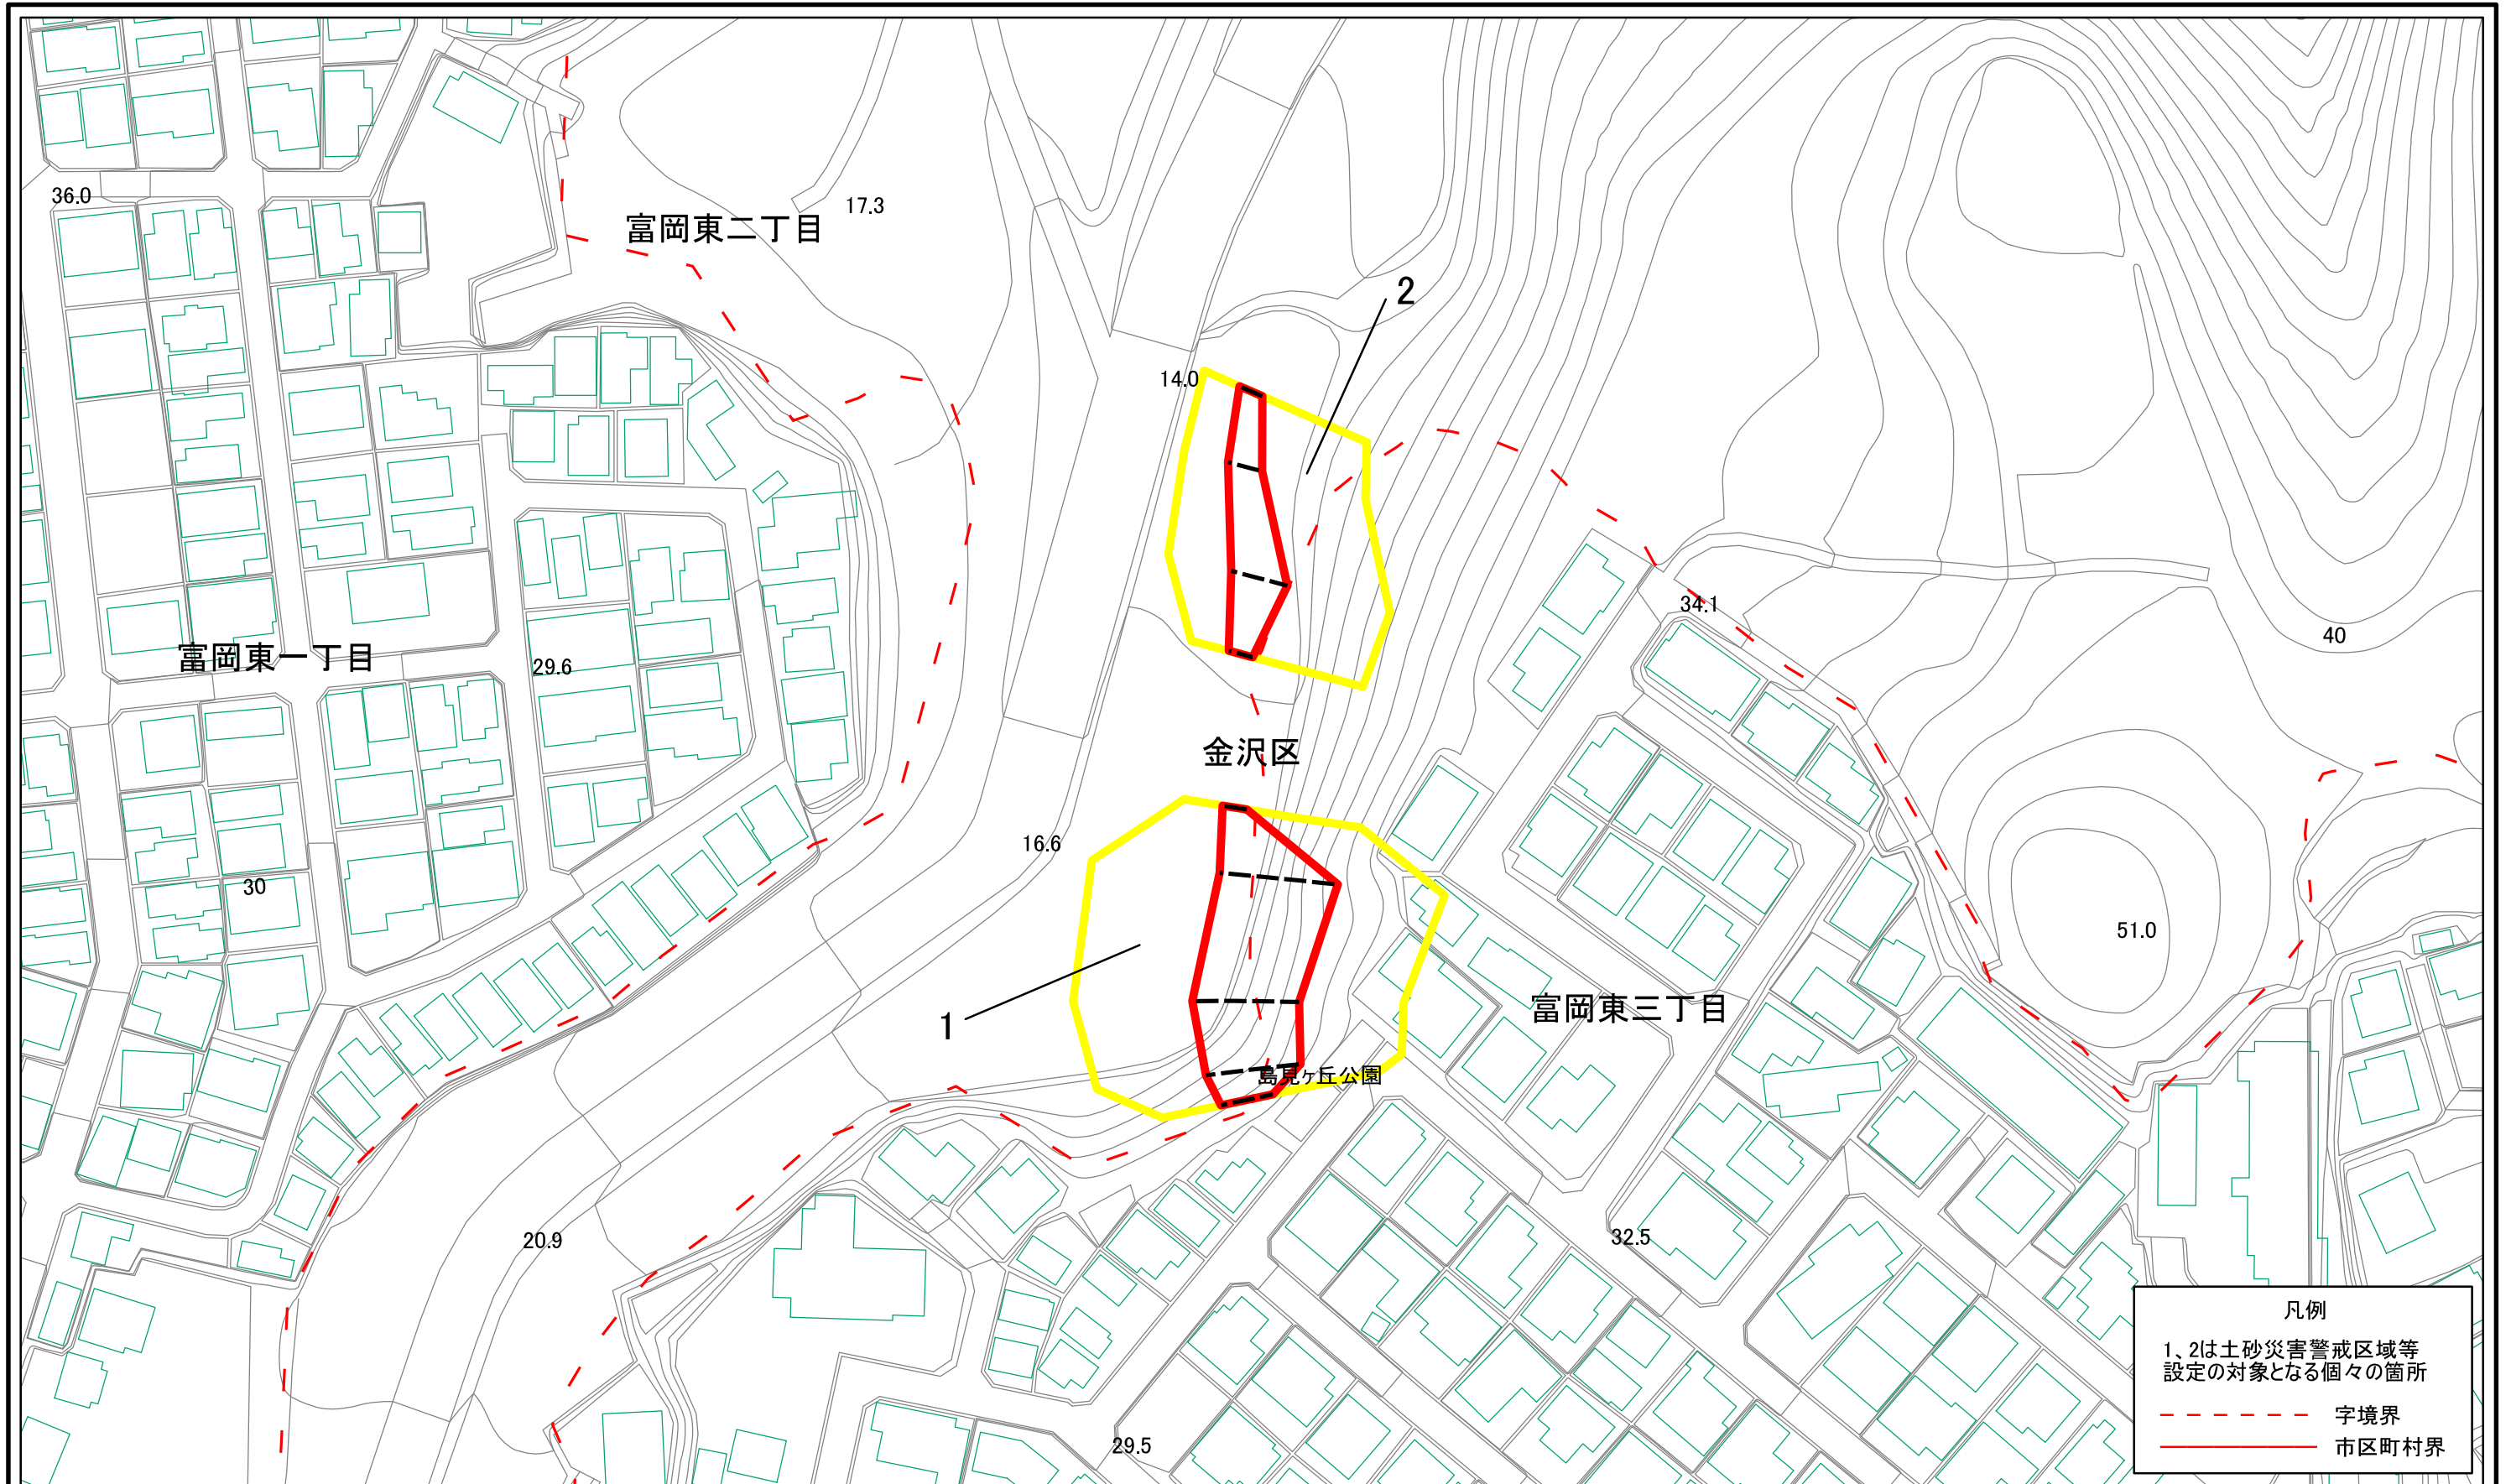 36.0
富岡東二丁目
17.3
2
14.0
34.1
40
富岡東一丁目
29.6
金沢区
16.6
30
51.0
富岡東三丁目
1
島見ヶ丘公園
20.9
32.5
29.5
凡例
1、2は土砂災害警戒区域等
設定の対象となる個々の箇所
字境界
市区町村界